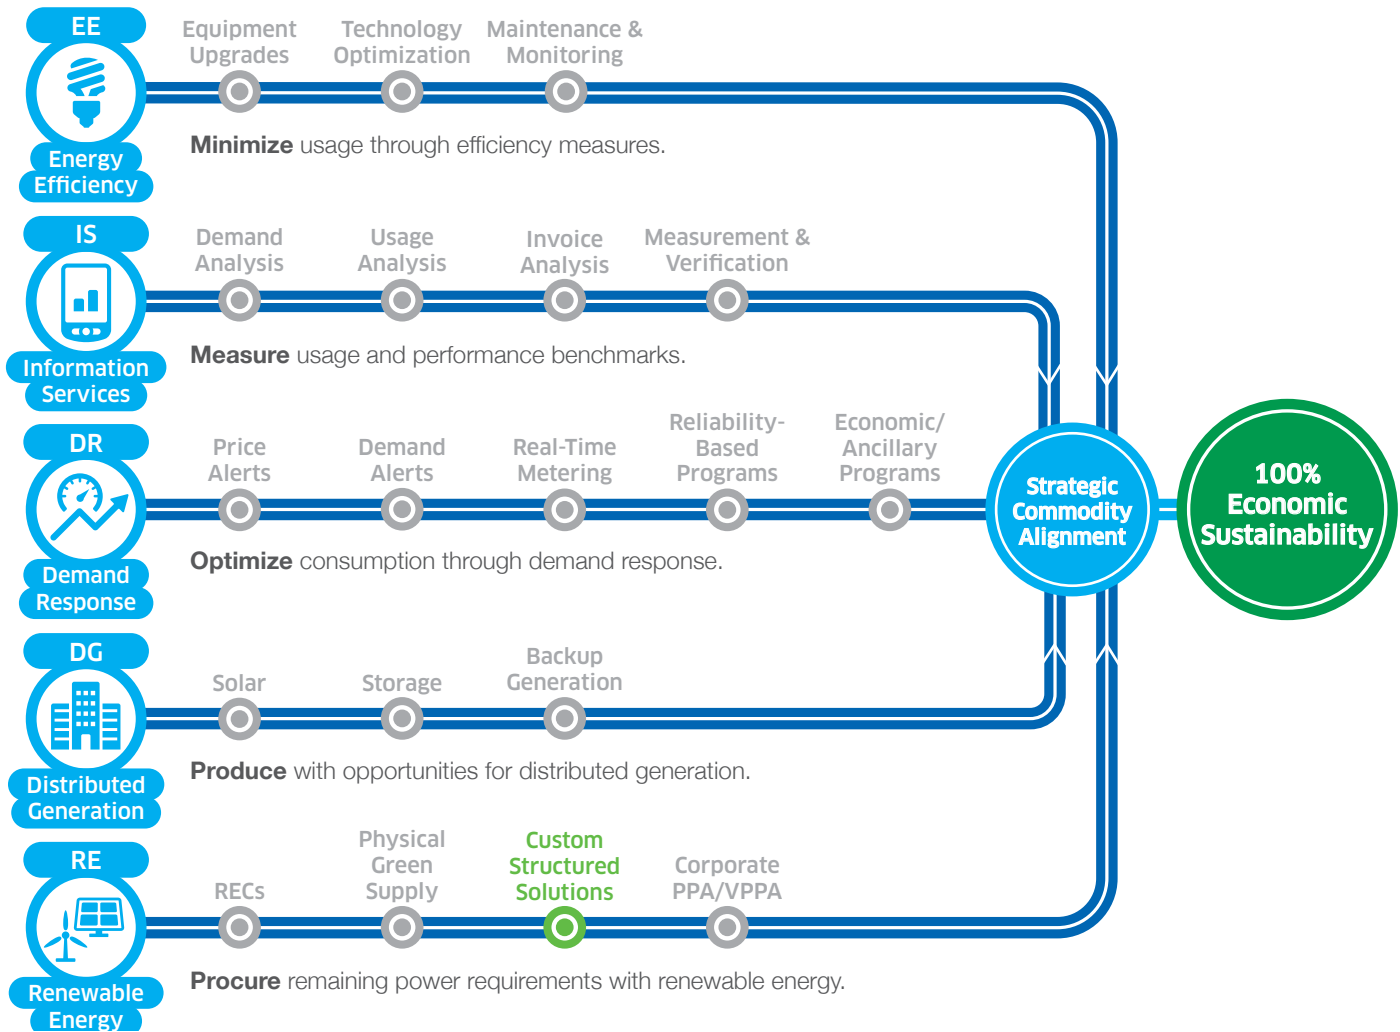 EE
Equipment
Upgrades
Technology
Optimization
Maintenance &
Monitoring
Minimize usage through efficiency measures.
Energy
Efficiency
IS
Demand
Analysis
Usage
Analysis
Invoice
Analysis
Measurement &
Verification
Measure usage and performance benchmarks.
Information
Services
DR
Price
Alerts
Demand
Alerts
Real-Time
Metering
Reliability-
Based
Programs
Economic/
Ancillary
Programs
Optimize consumption through demand response.
Demand
Response
Strategic
Commodity
Alignment
100%
Economic
Sustainability
DG
Solar
Storage
Backup
Generation
Produce with opportunities for distributed generation.
Distributed
Generation
RE
RECs
Physical
Green
Supply
Custom
Structured
Solutions
Corporate
PPA/VPPA
Procure remaining power requirements with renewable energy.
Renewable
Energy